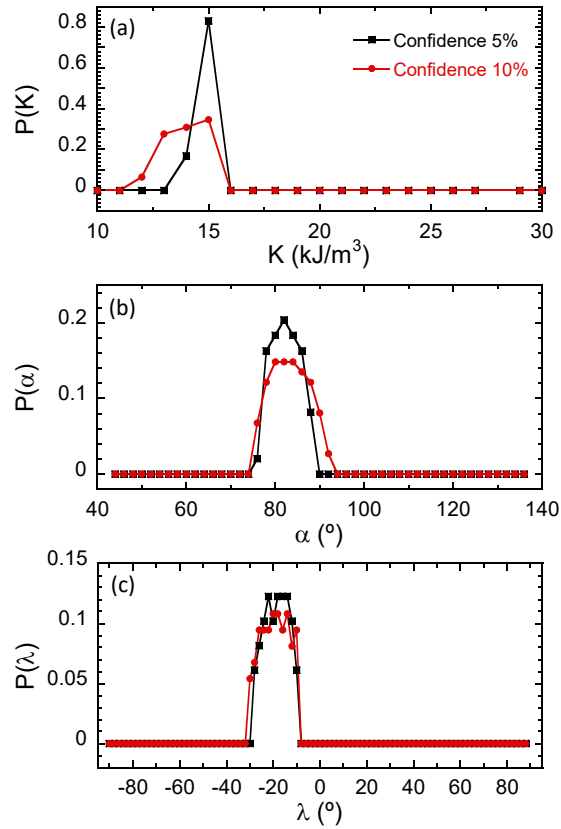 (a)
Confidence 5%
Confidence 10%
P(K)
0.8
0.6
0.4
0.2
0
10 15 20 25 30
K (kJ/m³)
(b)
P(α)
0.2
0.1
0
40 60 80 100 120 140
α (º)
(c)
P(λ)
0.15
0.1
0.05
0
-80 -60 -40 -20 0 20 40 60 80
λ (º)